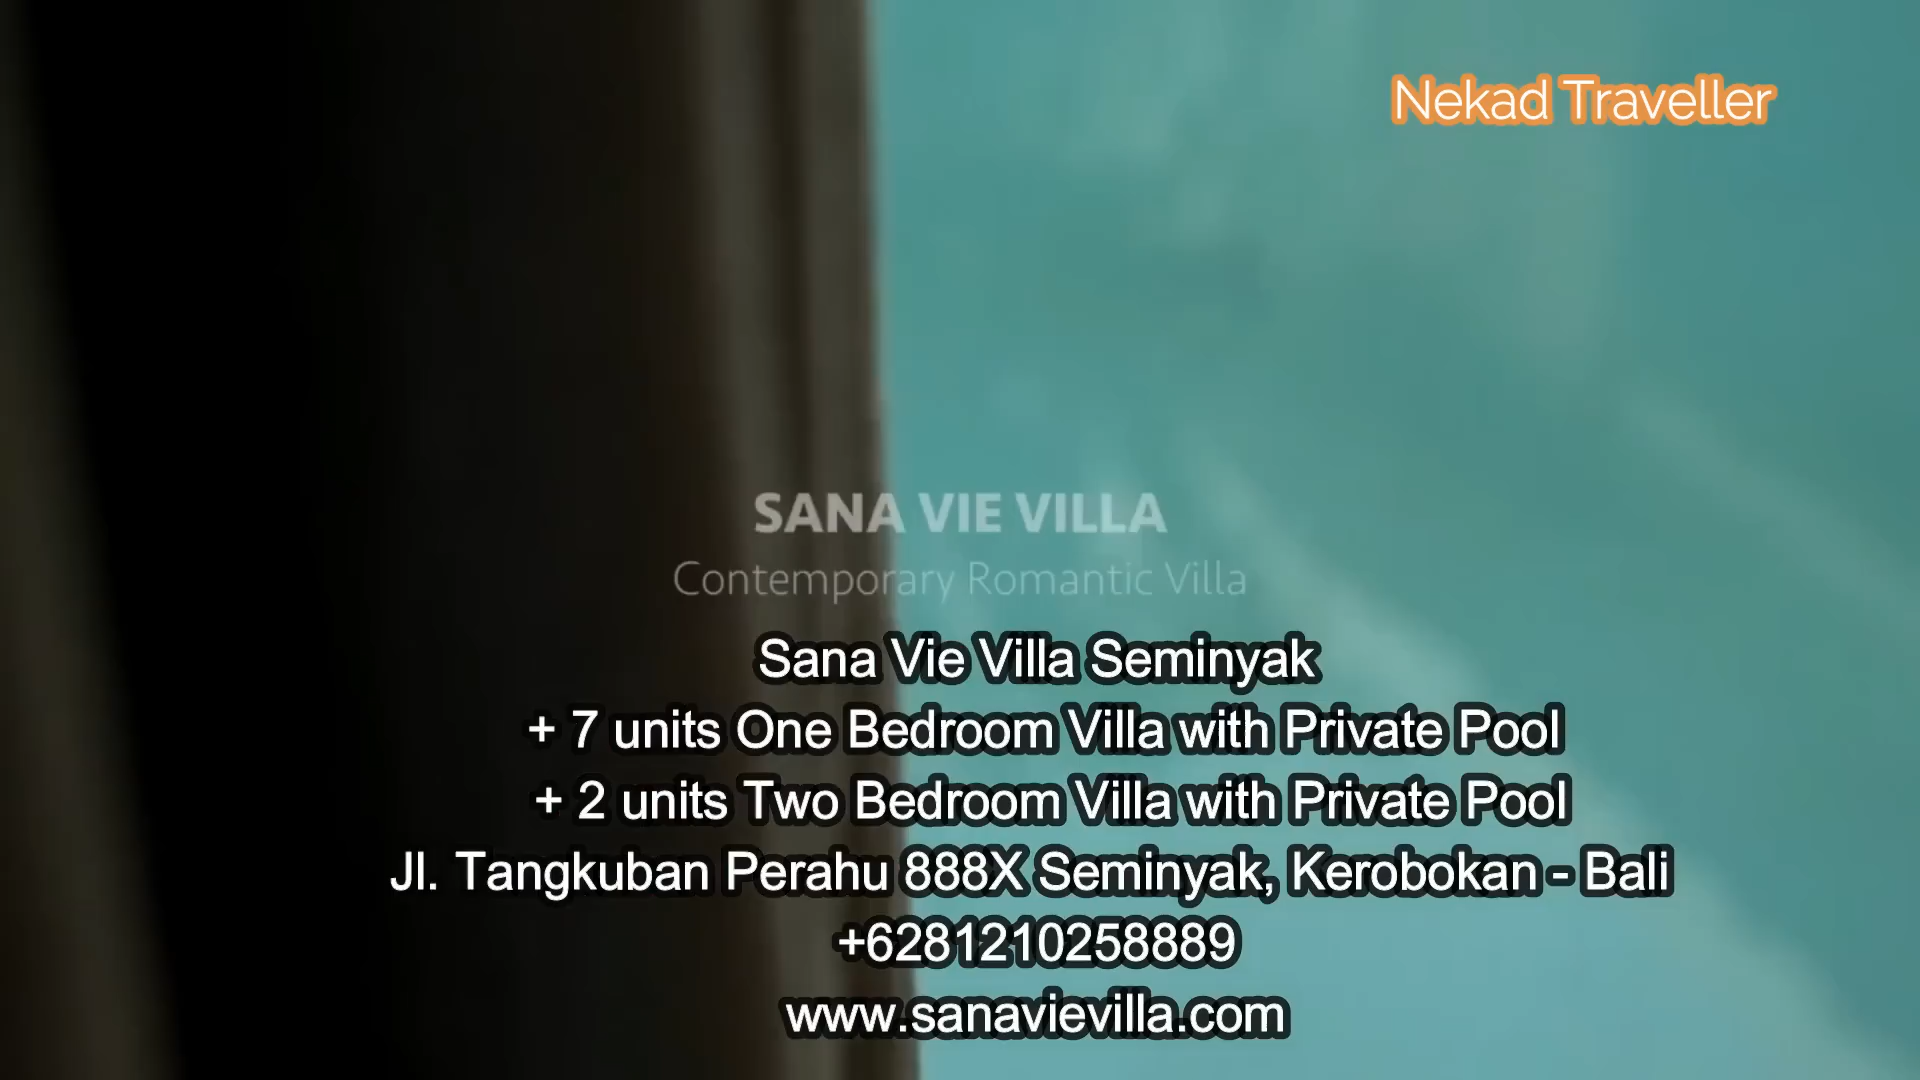 Nekad Traveller
SANA VIE VILLA
Contemporary Romantic Villa
Sana Vie Villa Seminyak
+ 7 units One Bedroom Villa with Private Pool
+ 2 units Two Bedroom Villa with Private Pool
Jl. Tangkuban Perahu 888X Seminyak, Kerobokan - Bali
+6281210258889
www.sanavievilla.com